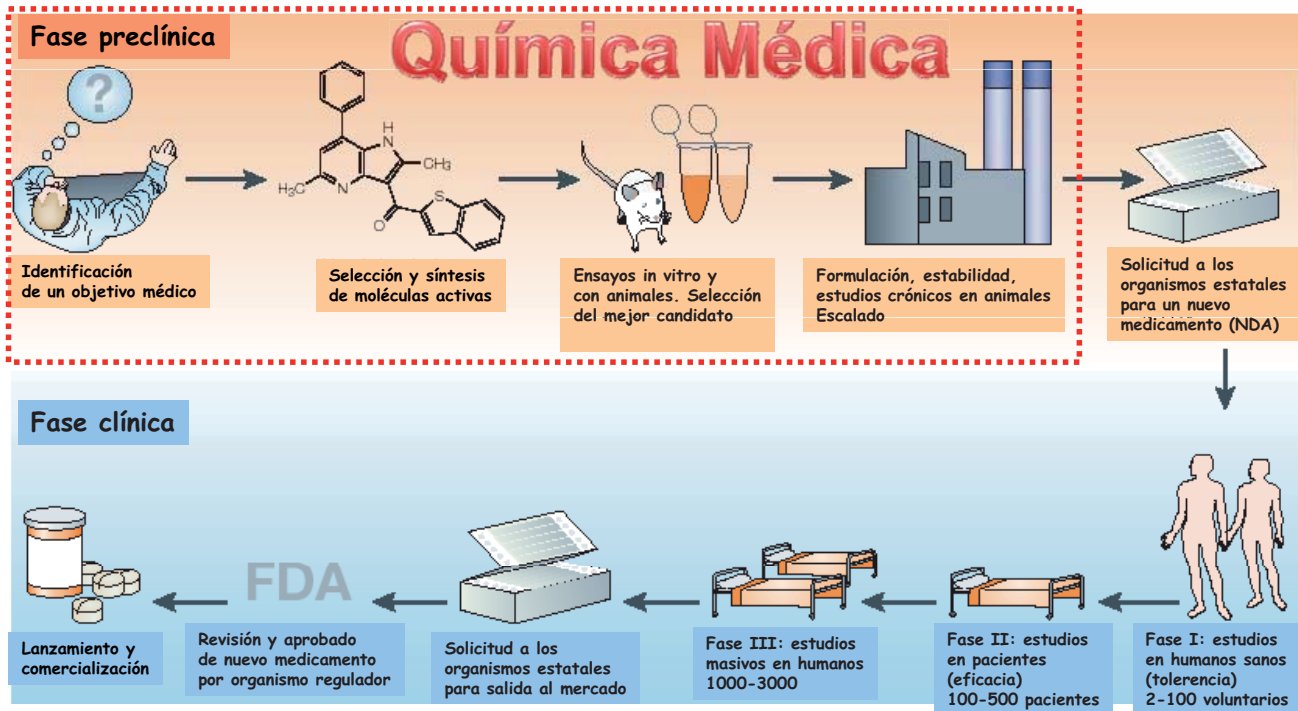 Fase preclínica
Química Médica
?
H
N
CH₃
H₃C
N
S
O
Identificación
de un objetivo médico
Selección y síntesis
de moléculas activas
Ensayos in vitro y
con animales. Selección
del mejor candidato
Formulación, estabilidad,
estudios crónicos en animales
Escalado
Solicitud a los
organismos estatales
para un nuevo
medicamento (NDA)
Fase clínica
FDA
Lanzamiento y
comercialización
Revisión y aprobado
de nuevo medicamento
por organismo regulador
Solicitud a los
organismos estatales
para salida al mercado
Fase III: estudios
masivos en humanos
1000-3000
Fase II: estudios
en pacientes
(eficacia)
100-500 pacientes
Fase I: estudios
en humanos sanos
(tolerencia)
2-100 voluntarios